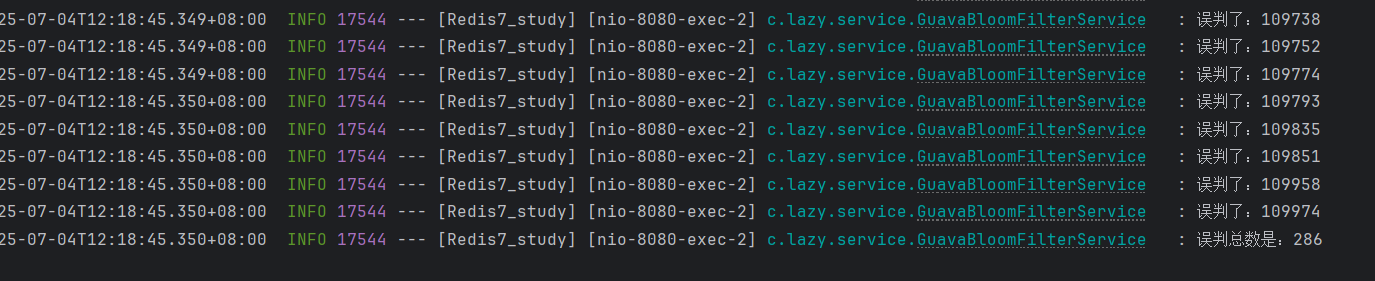 25-07-04T12:18:45.349+08:00  INFO 17544 --- [Redis7_study] [nio-8080-exec-2] c.lazy.service.GuavaBloomFilterService   : 误判了：109738
25-07-04T12:18:45.349+08:00  INFO 17544 --- [Redis7_study] [nio-8080-exec-2] c.lazy.service.GuavaBloomFilterService   : 误判了：109752
25-07-04T12:18:45.349+08:00  INFO 17544 --- [Redis7_study] [nio-8080-exec-2] c.lazy.service.GuavaBloomFilterService   : 误判了：109774
25-07-04T12:18:45.350+08:00  INFO 17544 --- [Redis7_study] [nio-8080-exec-2] c.lazy.service.GuavaBloomFilterService   : 误判了：109793
25-07-04T12:18:45.350+08:00  INFO 17544 --- [Redis7_study] [nio-8080-exec-2] c.lazy.service.GuavaBloomFilterService   : 误判了：109835
25-07-04T12:18:45.350+08:00  INFO 17544 --- [Redis7_study] [nio-8080-exec-2] c.lazy.service.GuavaBloomFilterService   : 误判了：109851
25-07-04T12:18:45.350+08:00  INFO 17544 --- [Redis7_study] [nio-8080-exec-2] c.lazy.service.GuavaBloomFilterService   : 误判了：109958
25-07-04T12:18:45.350+08:00  INFO 17544 --- [Redis7_study] [nio-8080-exec-2] c.lazy.service.GuavaBloomFilterService   : 误判了：109974
25-07-04T12:18:45.350+08:00  INFO 17544 --- [Redis7_study] [nio-8080-exec-2] c.lazy.service.GuavaBloomFilterService   : 误判总数是：286